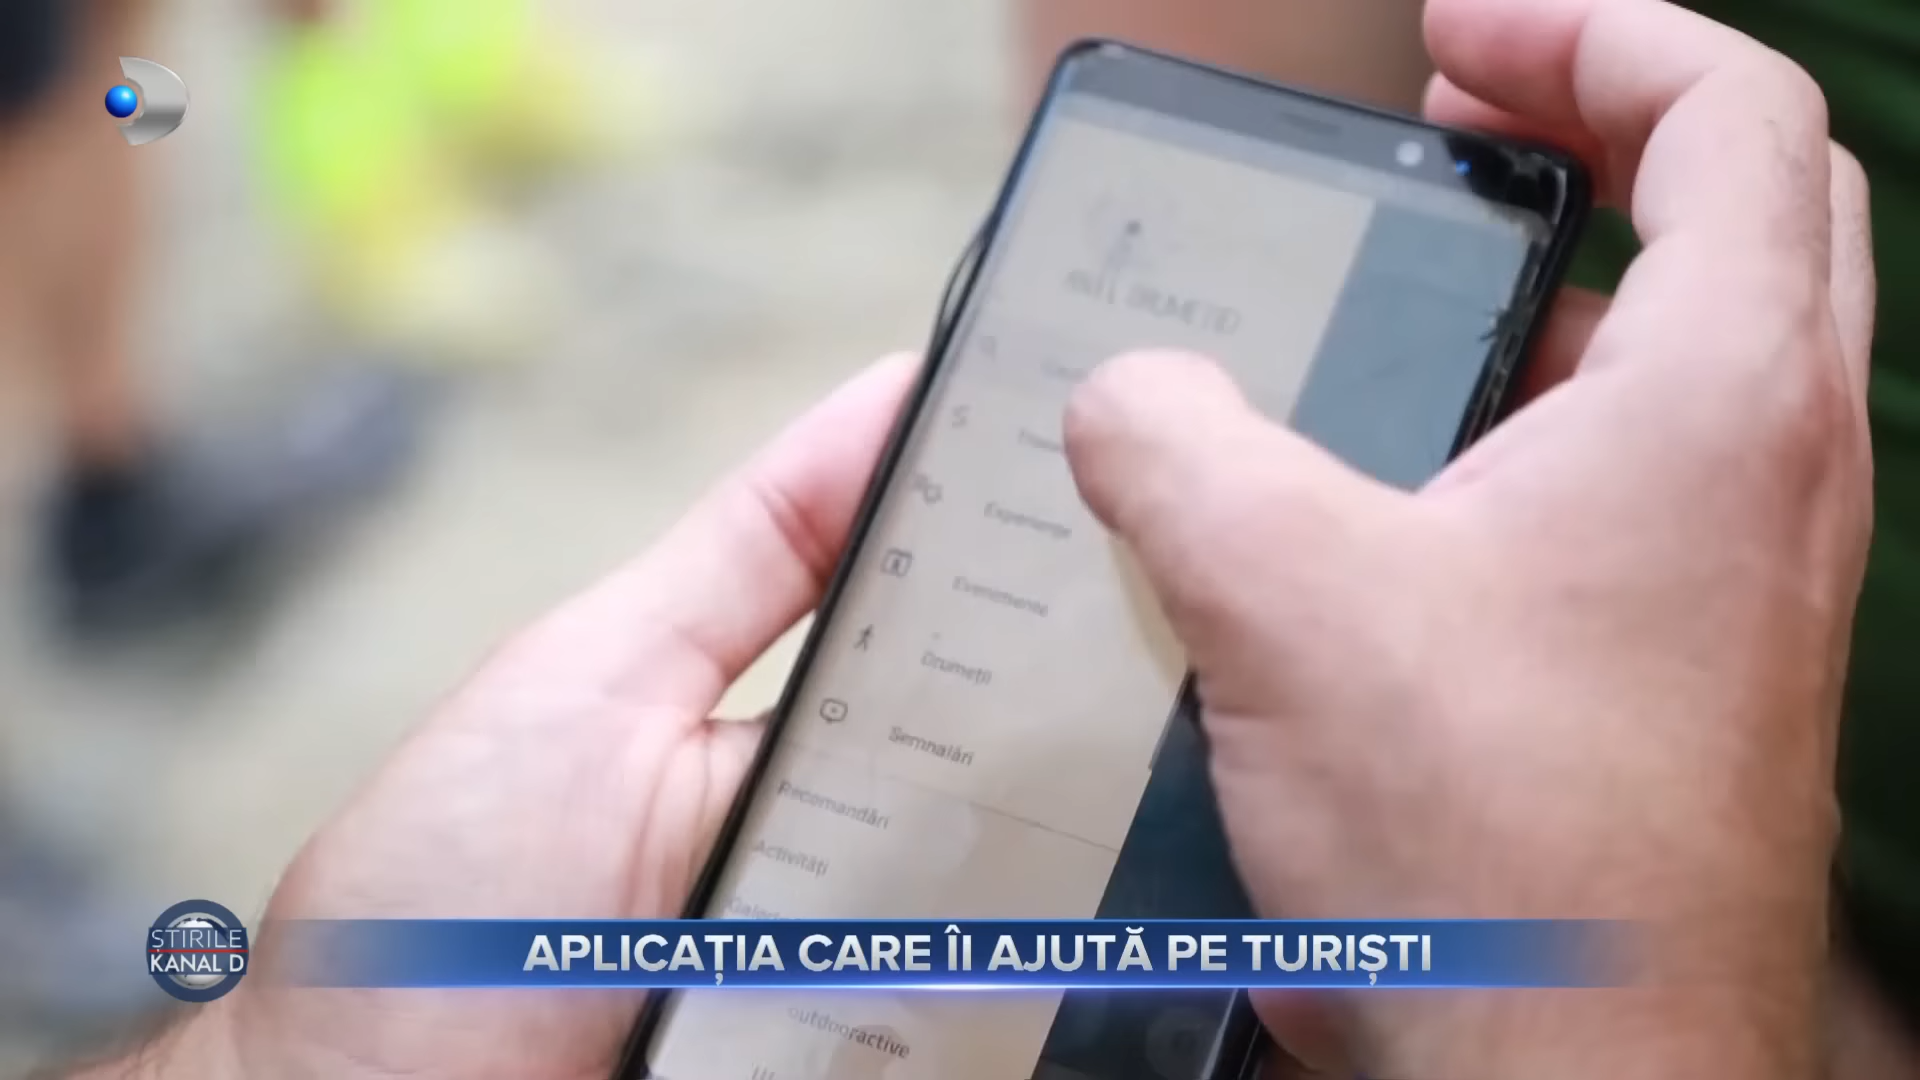 Experiențe
Evenimente
Drumeții
Semnalări
Recomandări
Activități
ȘTIRILE
KANAL D
APLICAȚIA CARE ÎI AJUTĂ PE TURIȘTI
outdooractive